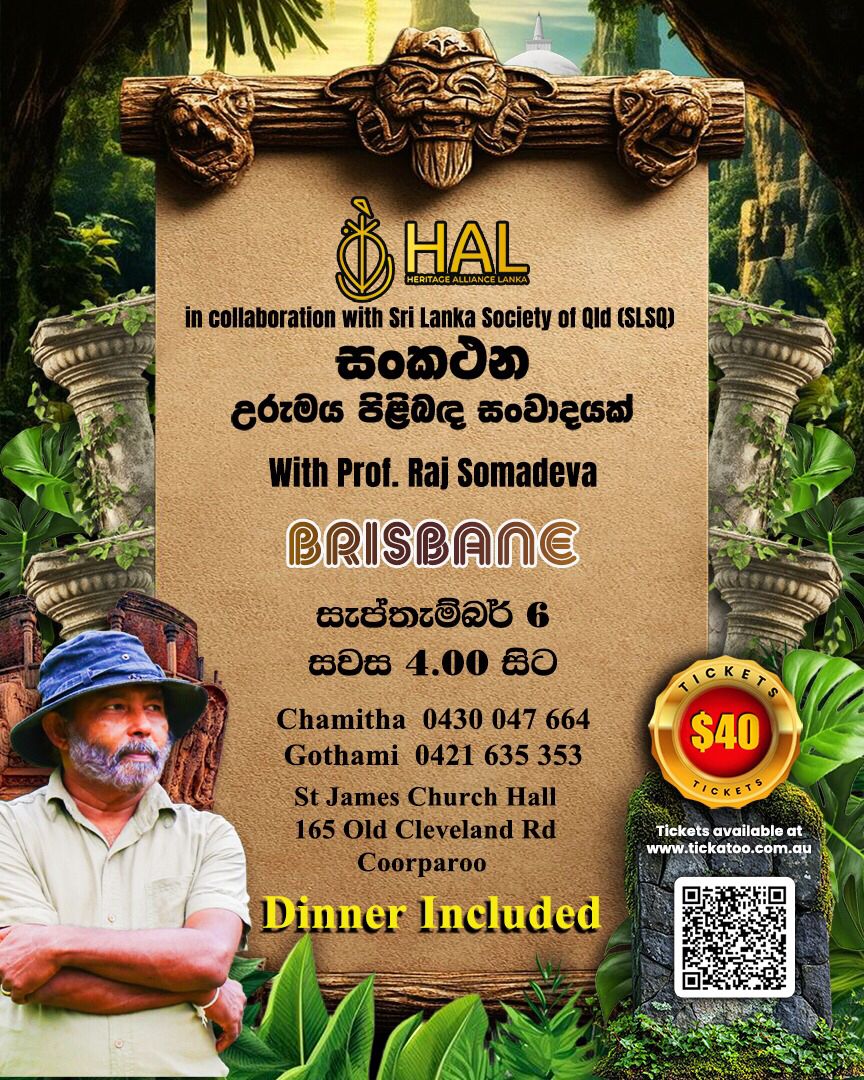 HAL
HERITAGE ALLIANCE LANKA
in collaboration with Sri Lanka Society of Qld (SLSQ)
සංකථන
උරුමය පිළිබඳ සංවාදයක්
With Prof. Raj Somadeva
BRISBANE
සැප්තැම්බර් 6
සවස 4.00 සිට
Chamitha 0430 047 664
Gothami 0421 635 353
St James Church Hall
165 Old Cleveland Rd
Coorparoo
Dinner Included
TICKETS
$40
TICKETS
Tickets available at
www.tickatoo.com.au